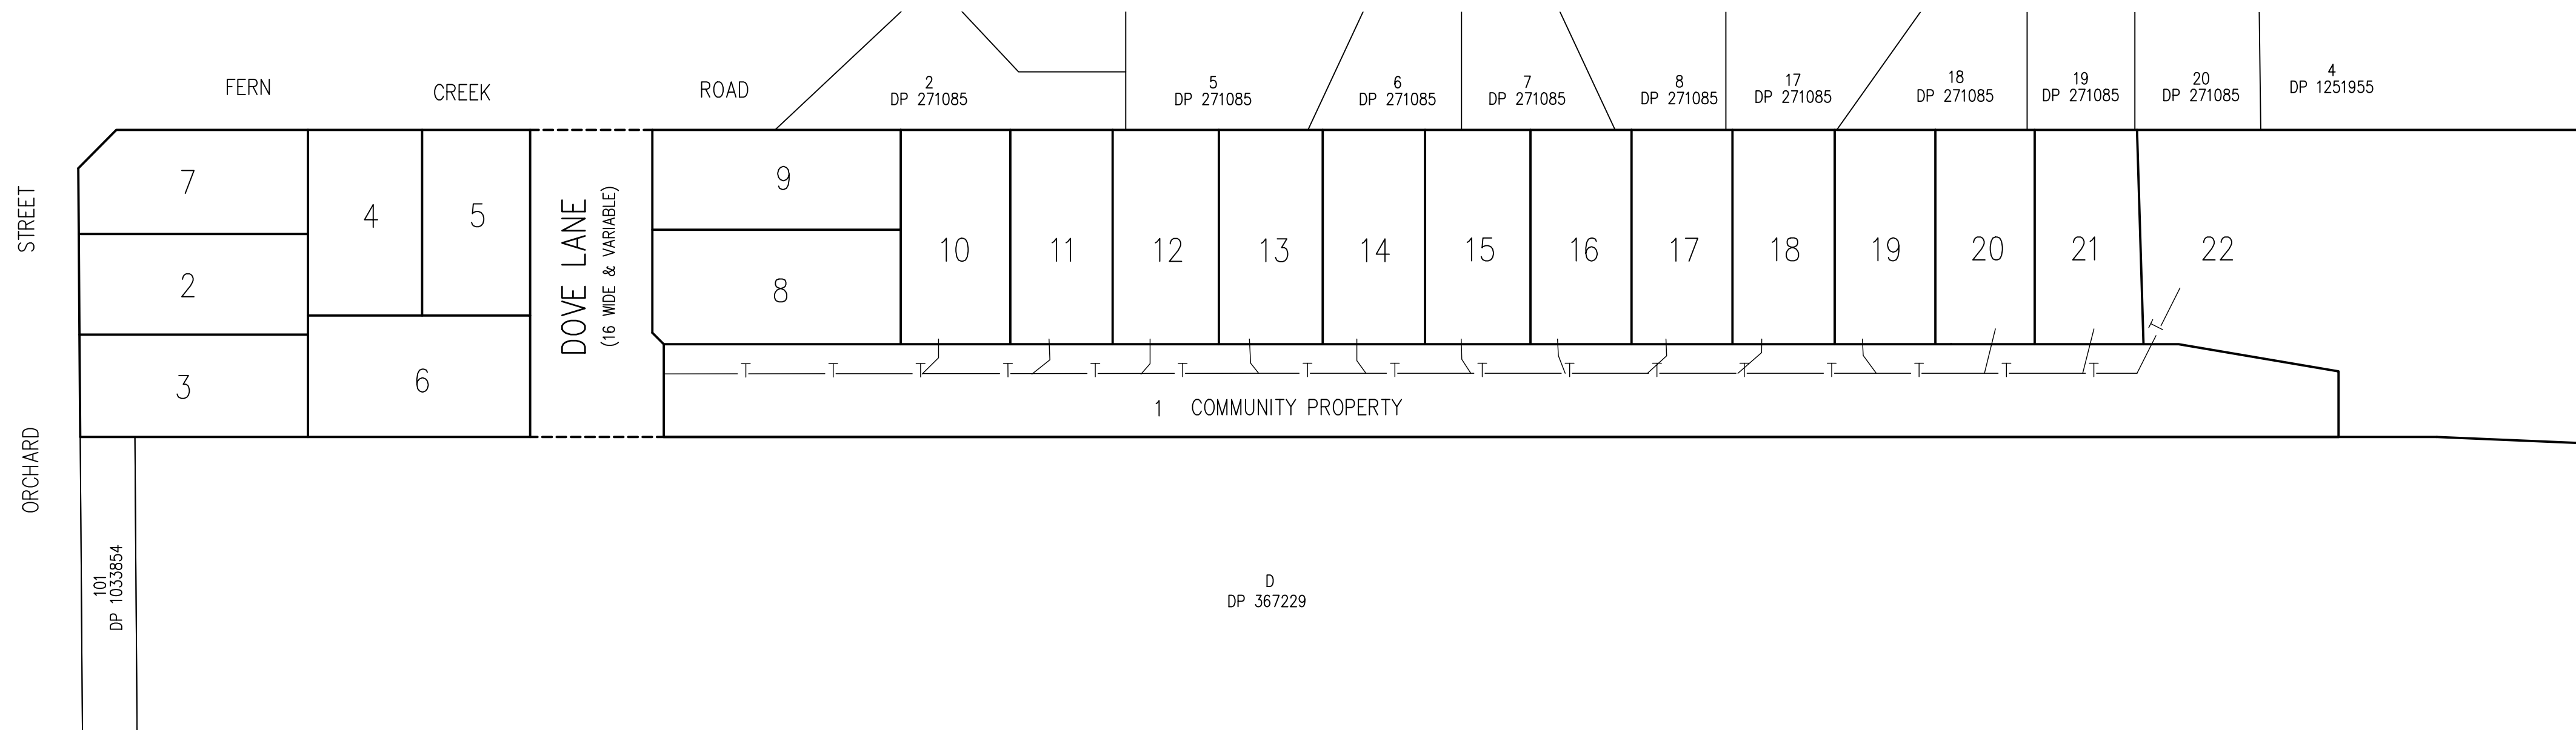 FERN CREEK ROAD
2
DP 271085
5
DP 271085
6
DP 271085
7
DP 271085
8
DP 271085
17
DP 271085
18
DP 271085
19
DP 271085
20
DP 271085
4
DP 1251955
ORCHARD STREET
7
2
3
4
5
6
DOVE LANE
(16 WIDE & VARIABLE)
9
8
10
11
12
13
14
15
16
17
18
19
20
21
22
T T T T T T T T T T T T T T T T T
1 COMMUNITY PROPERTY
101
DP 1033854
D
DP 367229